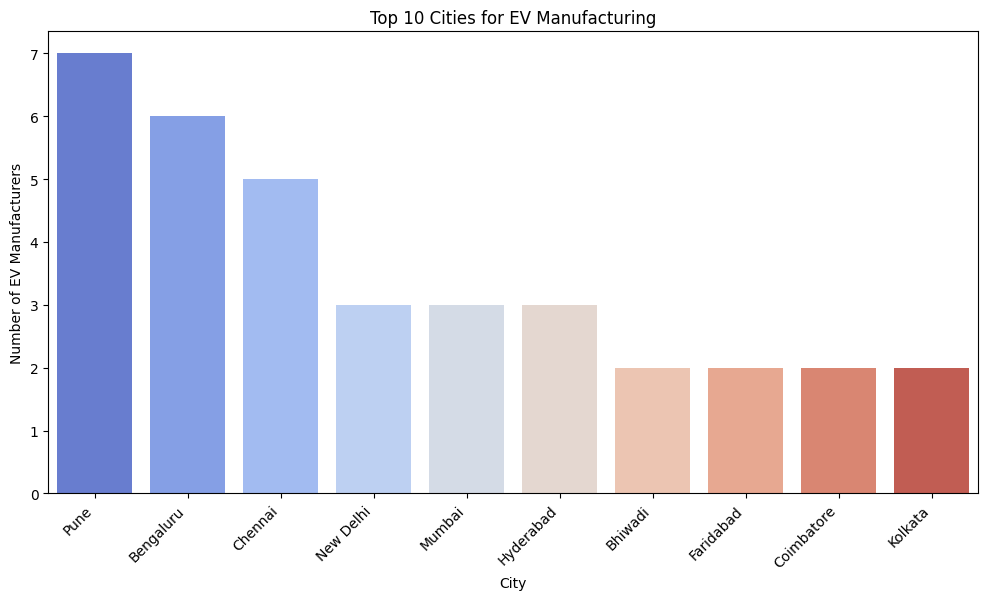 Top 10 Cities for EV Manufacturing
Number of EV Manufacturers
7
6
5
4
3
2
1
0
Pune
Bengaluru
Chennai
New Delhi
Mumbai
Hyderabad
Bhiwadi
Faridabad
Coimbatore
Kolkata
City